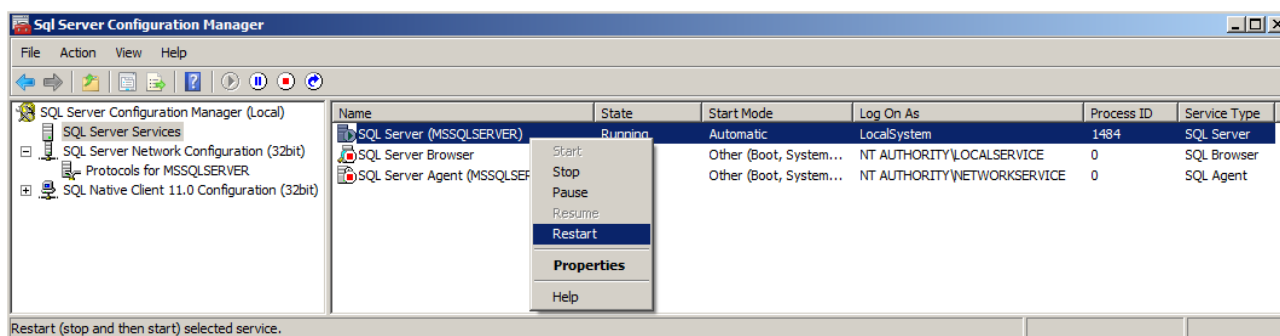 Sql Server Configuration Manager
File Action View Help
SQL Server Configuration Manager (Local)
SQL Server Services
SQL Server Network Configuration (32bit)
Protocols for MSSQLSERVER
SQL Native Client 11.0 Configuration (32bit)
Name State Start Mode Log On As Process ID Service Type
SQL Server (MSSQLSERVER) Running Automatic LocalSystem 1484 SQL Server
SQL Server Browser Other (Boot, System... NT AUTHORITY\LOCALSERVICE 0 SQL Browser
SQL Server Agent (MSSQLSER Other (Boot, System... NT AUTHORITY\NETWORKSERVICE 0 SQL Agent
Start
Stop
Pause
Resume
Restart
Properties
Help
Restart (stop and then start) selected service.